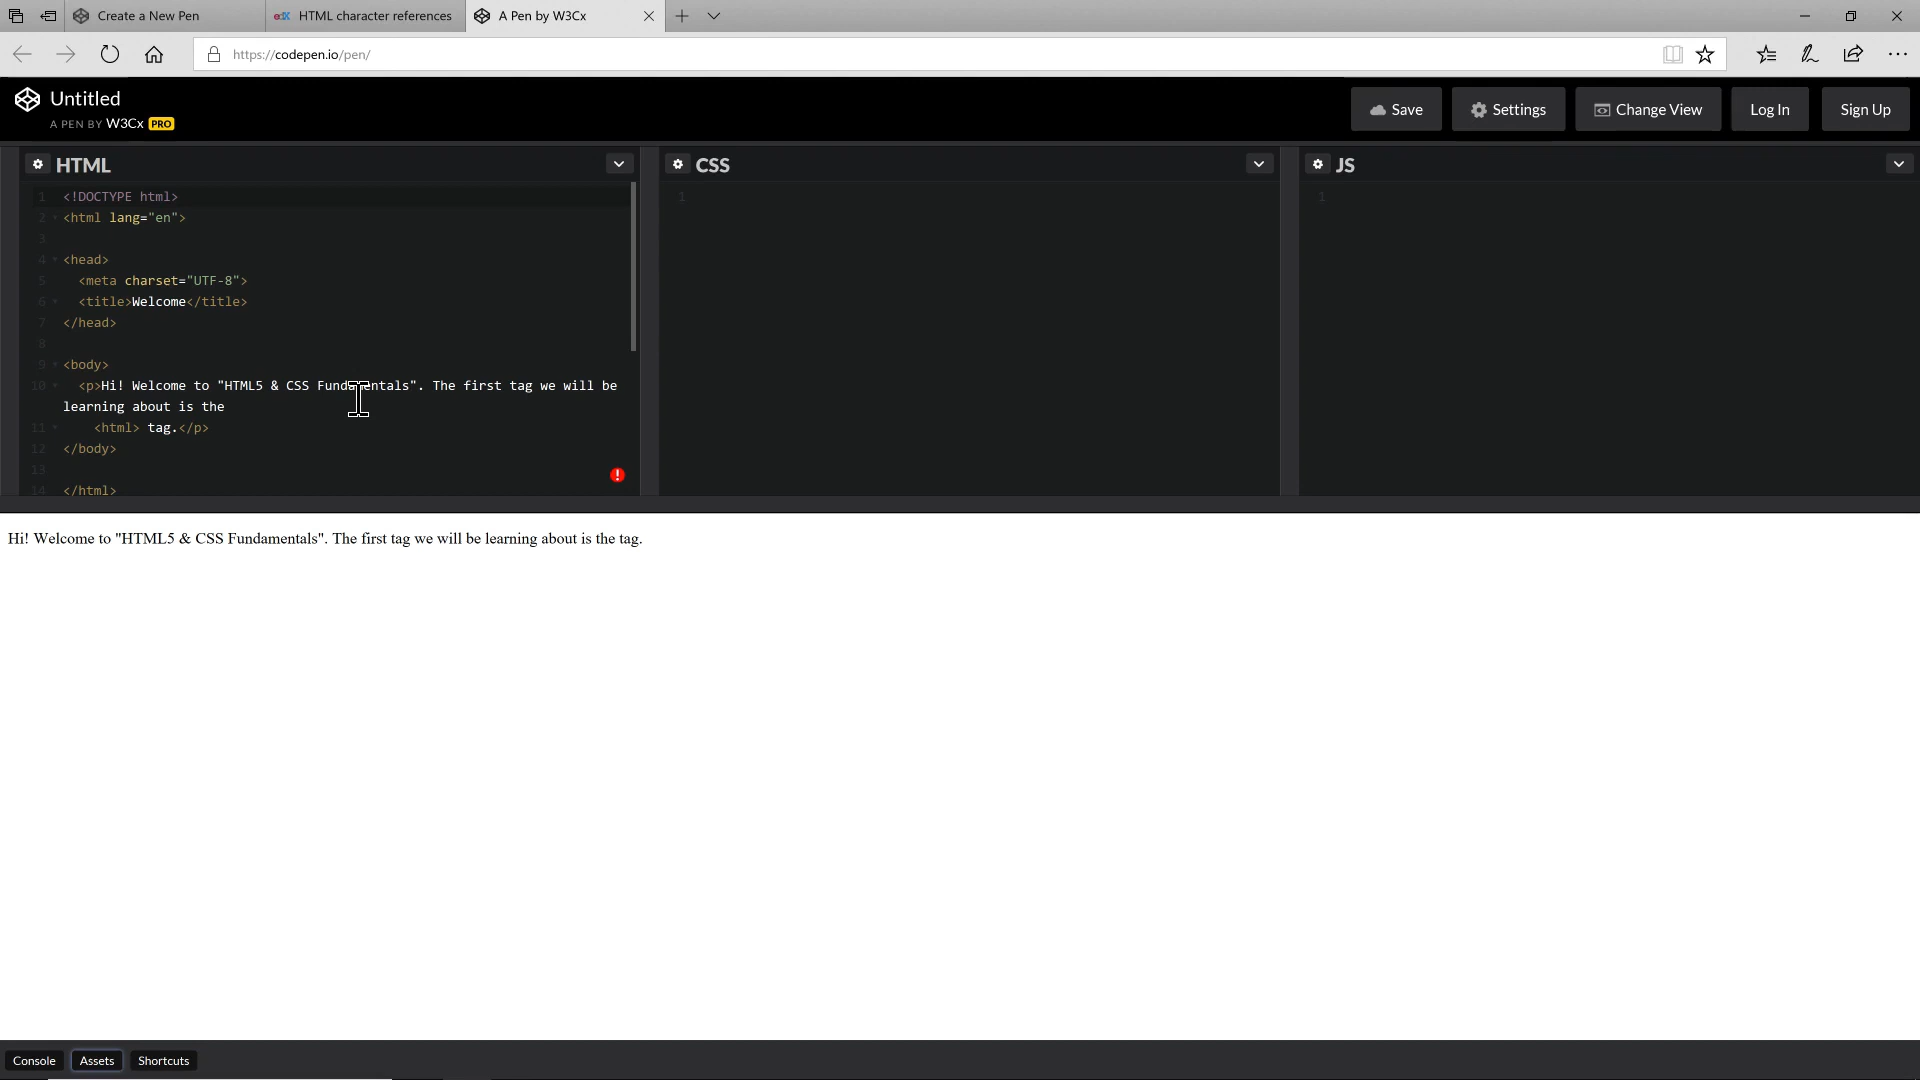 Create a New Pen
edX HTML character references
A Pen by W3Cx
https://codepen.io/pen/
Untitled
A PEN BY W3Cx PRO
Save
Settings
Change View
Log In
Sign Up
HTML
CSS
JS
1 <!DOCTYPE html>
2 <html lang="en">
3
4 <head>
5 <meta charset="UTF-8">
6 <title>Welcome</title>
7 </head>
8
9 <body>
10 <p>Hi! Welcome to "HTML5 & CSS Fundamentals". The first tag we will be
learning about is the
11 <html> tag.</p>
12 </body>
13
14 </html>
1
1
Hi! Welcome to "HTML5 & CSS Fundamentals". The first tag we will be learning about is the tag.
Console
Assets
Shortcuts